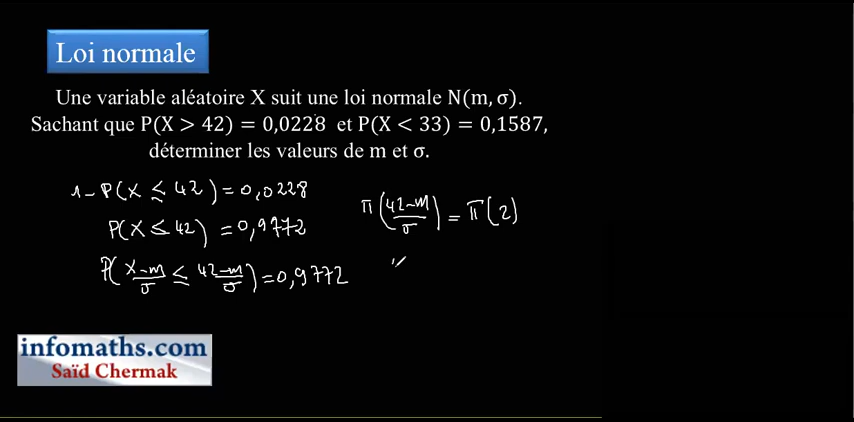 Loi normale
Une variable aléatoire X suit une loi normale N(m, σ).
Sachant que P(X > 42) = 0,0228 et P(X < 33) = 0,1587,
déterminer les valeurs de m et σ.
1 - P(X ≤ 42) = 0,0228
P(X ≤ 42) = 0,9772
P(X-m/σ ≤ 42-m/σ) = 0,9772
π(42-m/σ) = π(2)
infomaths.com
Saïd Chermak